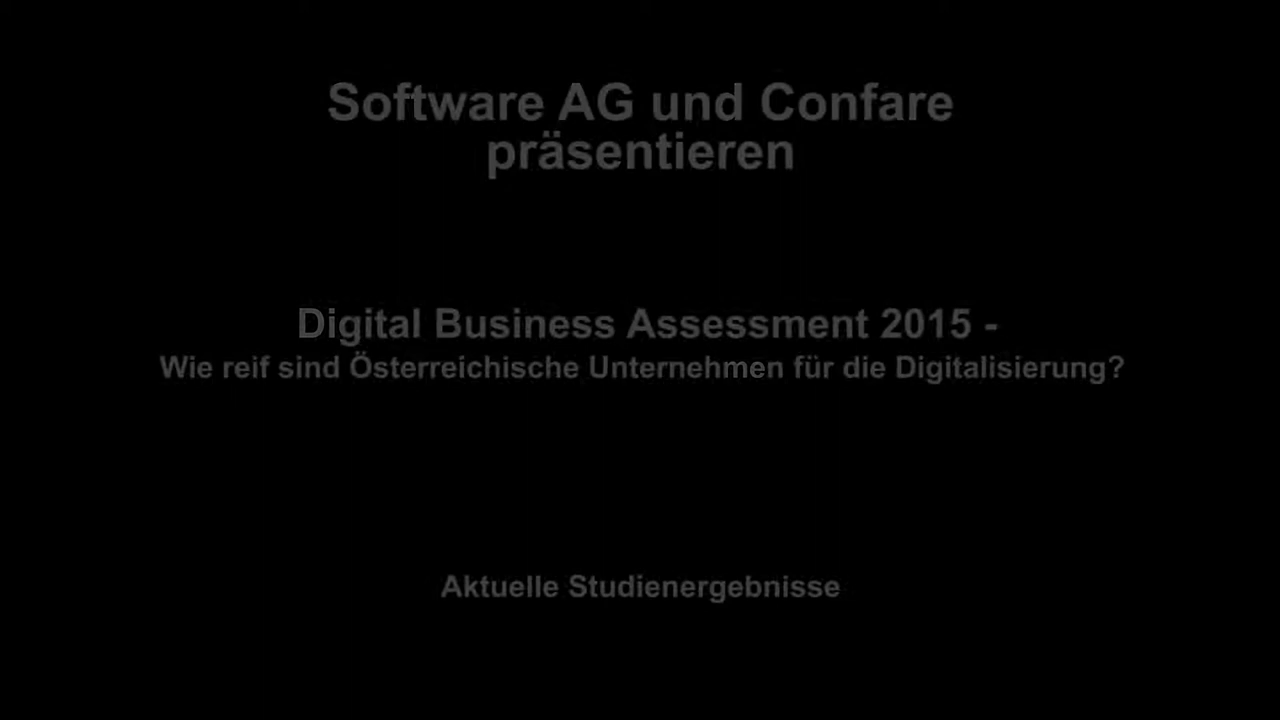 Software AG und Confare
präsentieren
Digital Business Assessment 2015 -
Wie reif sind Österreichische Unternehmen für die Digitalisierung?
Aktuelle Studienergebnisse